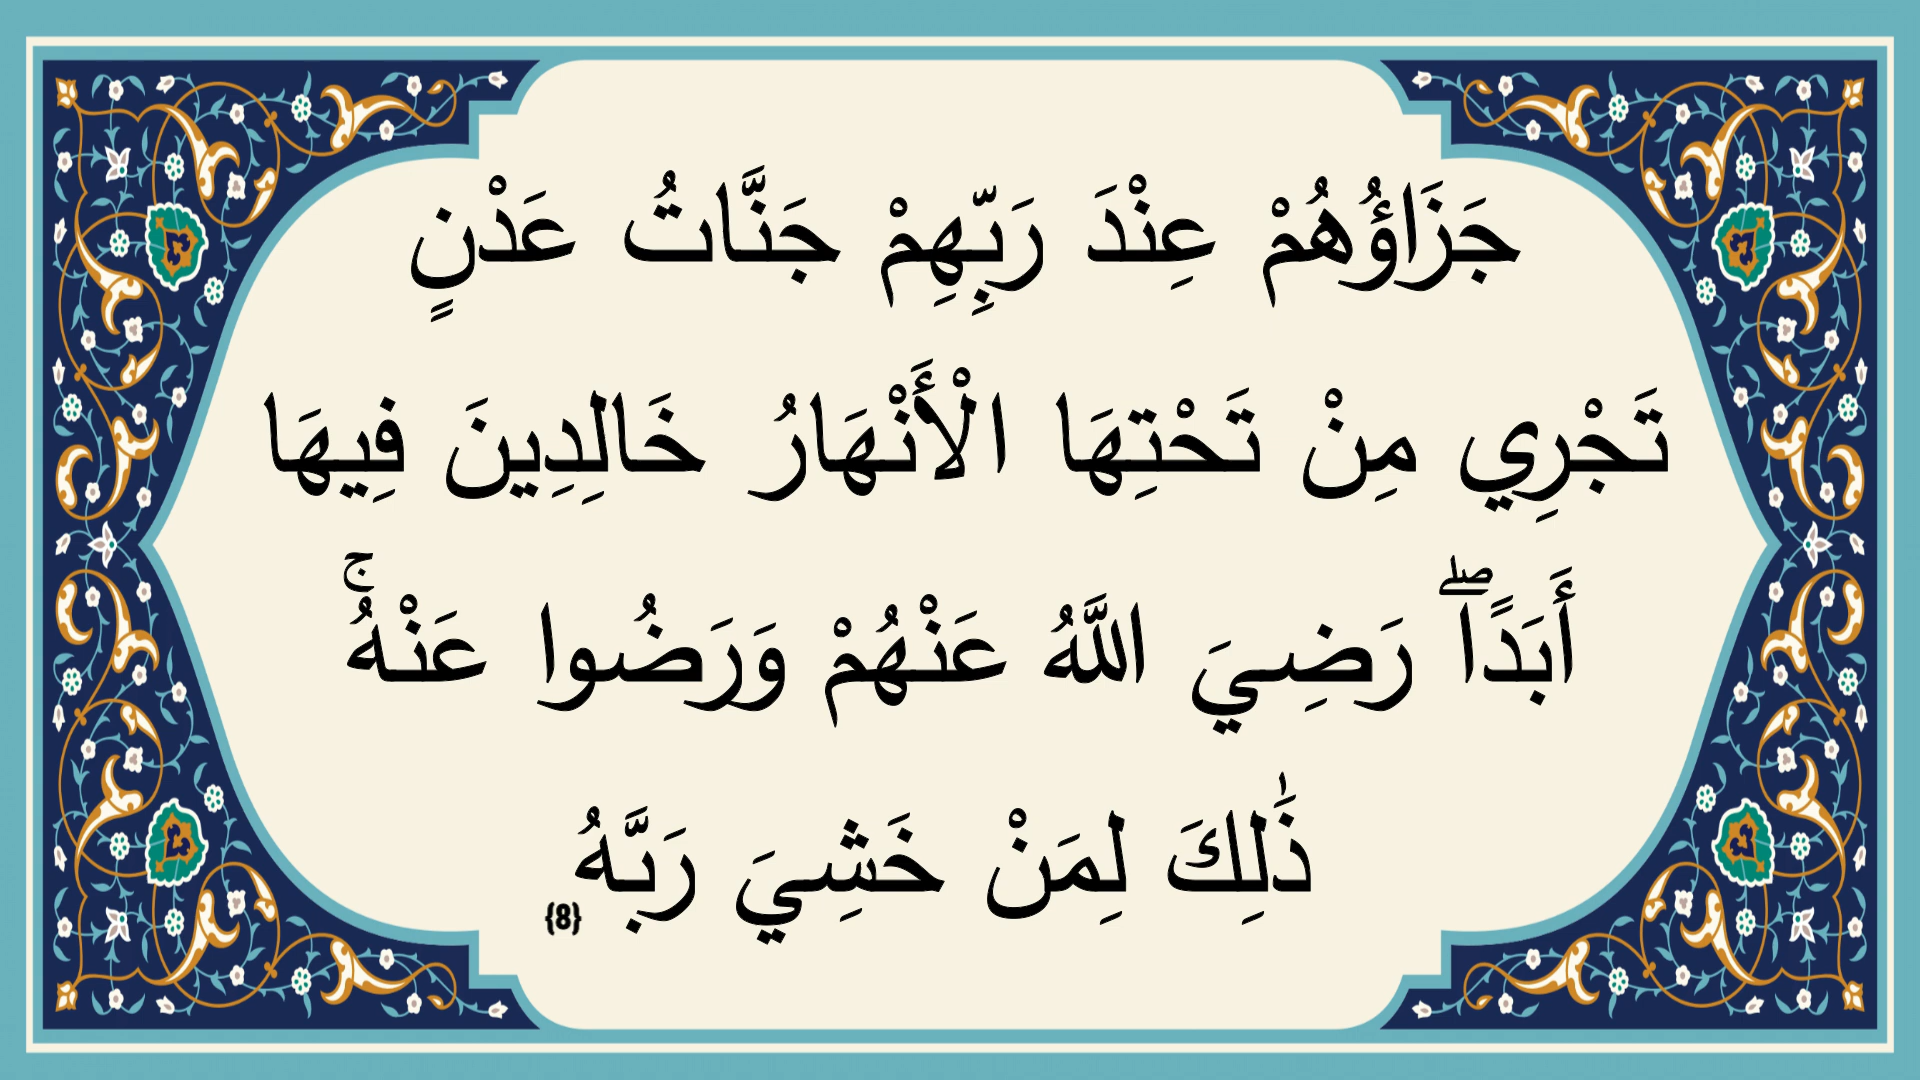 جَزَاؤُهُمْ عِنْدَ رَبِّهِمْ جَنَّاتُ عَدْنٍ
تَجْرِي مِنْ تَحْتِهَا الْأَنْهَارُ خَالِدِينَ فِيهَا
أَبَدًاۖ رَضِيَ اللَّهُ عَنْهُمْ وَرَضُوا عَنْهُۚ
ذَٰلِكَ لِمَنْ خَشِيَ رَبَّهُ {8}